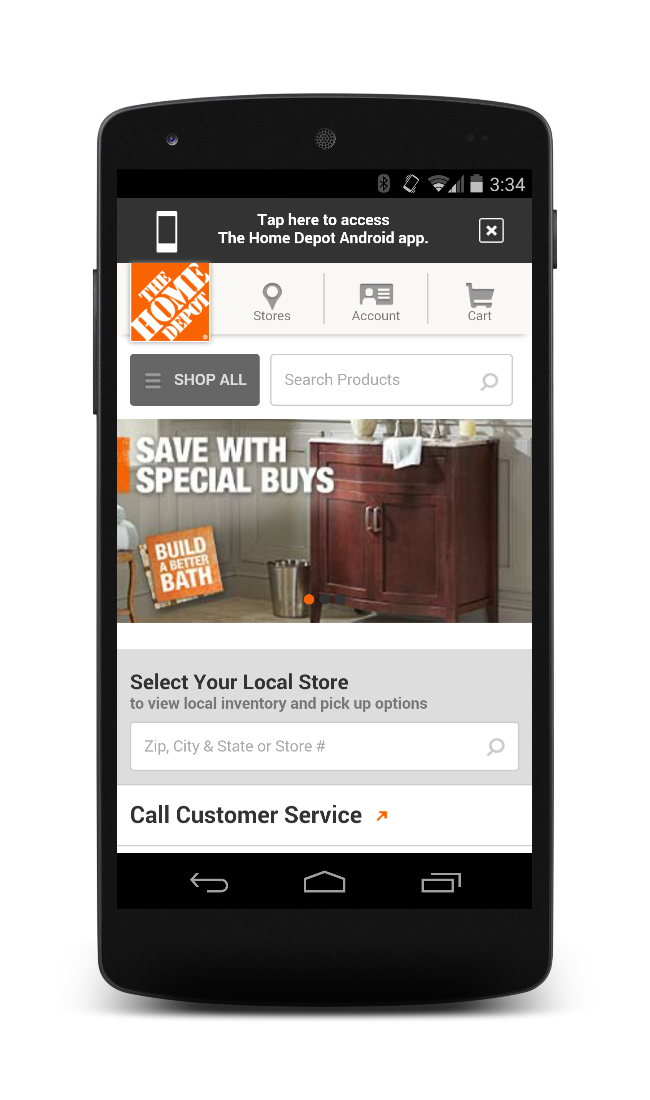 3:34
Tap here to access
The Home Depot Android app.
THE
HOME
DEPOT
Stores
Account
Cart
SHOP ALL
Search Products
SAVE WITH
SPECIAL BUYS
BUILD
A BETTER
BATH
Select Your Local Store
to view local inventory and pick up options
Zip, City & State or Store #
Call Customer Service